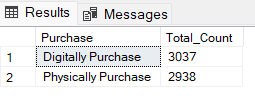 Results Messages
Purchase Total_Count
1 Digitally Purchase 3037
2 Physically Purchase 2938